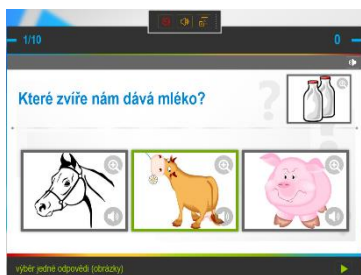 1/10
0
Které zvíře nám dává mléko?
výběr jedné odpovědi (obrázky)